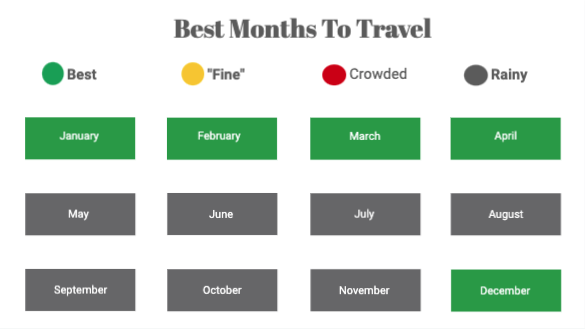 Best Months To Travel
Best "Fine" Crowded Rainy
January February March April
May June July August
September October November December